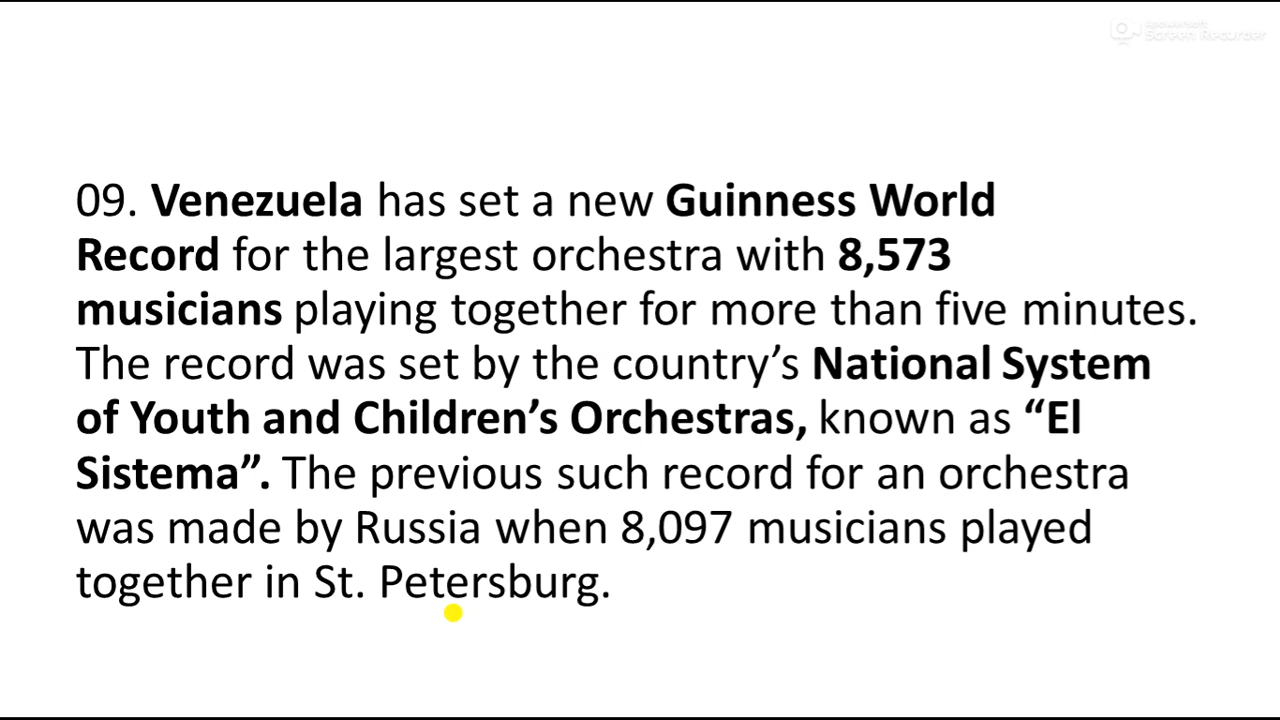 Apowersoft
Screen Recorder
09. Venezuela has set a new Guinness World
Record for the largest orchestra with 8,573
musicians playing together for more than five minutes.
The record was set by the country’s National System
of Youth and Children’s Orchestras, known as “El
Sistema”. The previous such record for an orchestra
was made by Russia when 8,097 musicians played
together in St. Petersburg.